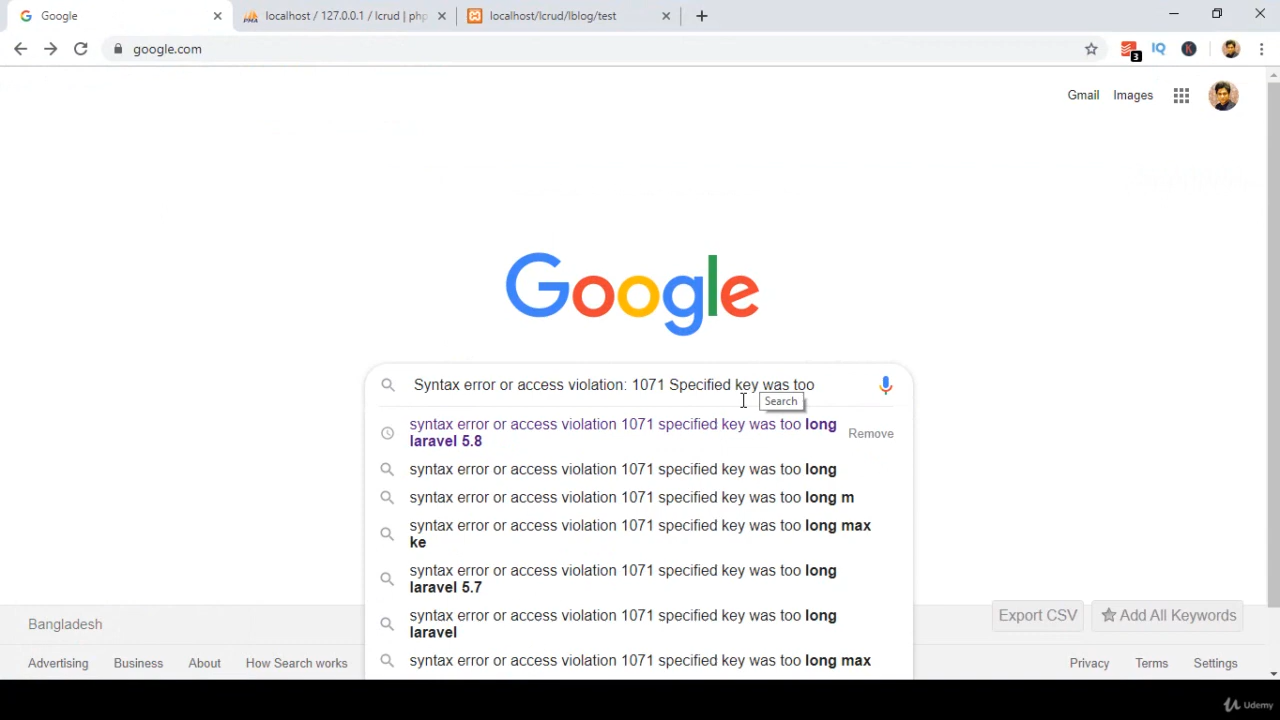 Google
localhost / 127.0.0.1 / lcrud | php
localhost/lcrud/lblog/test
google.com
3
IQ
K
Gmail
Images
Google
Syntax error or access violation: 1071 Specified key was too
Search
syntax error or access violation 1071 specified key was too long
laravel 5.8
Remove
syntax error or access violation 1071 specified key was too long
syntax error or access violation 1071 specified key was too long m
syntax error or access violation 1071 specified key was too long max
ke
syntax error or access violation 1071 specified key was too long
laravel 5.7
syntax error or access violation 1071 specified key was too long
laravel
syntax error or access violation 1071 specified key was too long max
Export CSV
Add All Keywords
Bangladesh
Advertising
Business
About
How Search works
Privacy
Terms
Settings
Udemy